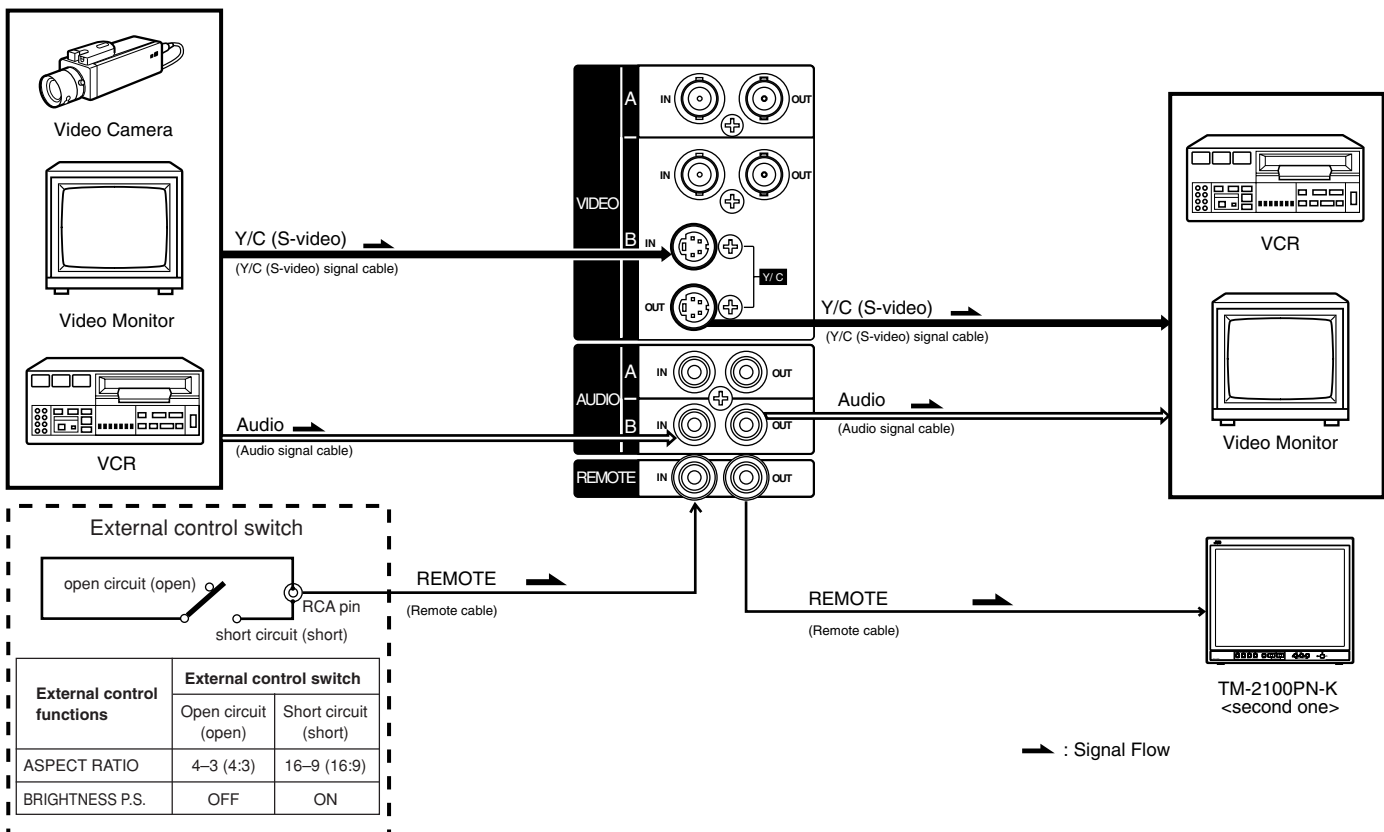 Video Camera
Video Monitor
VCR
Y/C (S-video)
(Y/C (S-video) signal cable)
Audio
(Audio signal cable)
VIDEO
A
IN
OUT
IN
OUT
B
IN
Y/C
OUT
AUDIO
A
IN
OUT
B
IN
OUT
REMOTE
IN
OUT
Y/C (S-video)
(Y/C (S-video) signal cable)
Audio
(Audio signal cable)
VCR
Video Monitor
External control switch
open circuit (open)
RCA pin
short circuit (short)
REMOTE
(Remote cable)
REMOTE
(Remote cable)
TM-2100PN-K
<second one>
: Signal Flow
External control functions
External control switch
Open circuit (open)
Short circuit (short)
ASPECT RATIO
4–3 (4:3)
16–9 (16:9)
BRIGHTNESS P.S.
OFF
ON